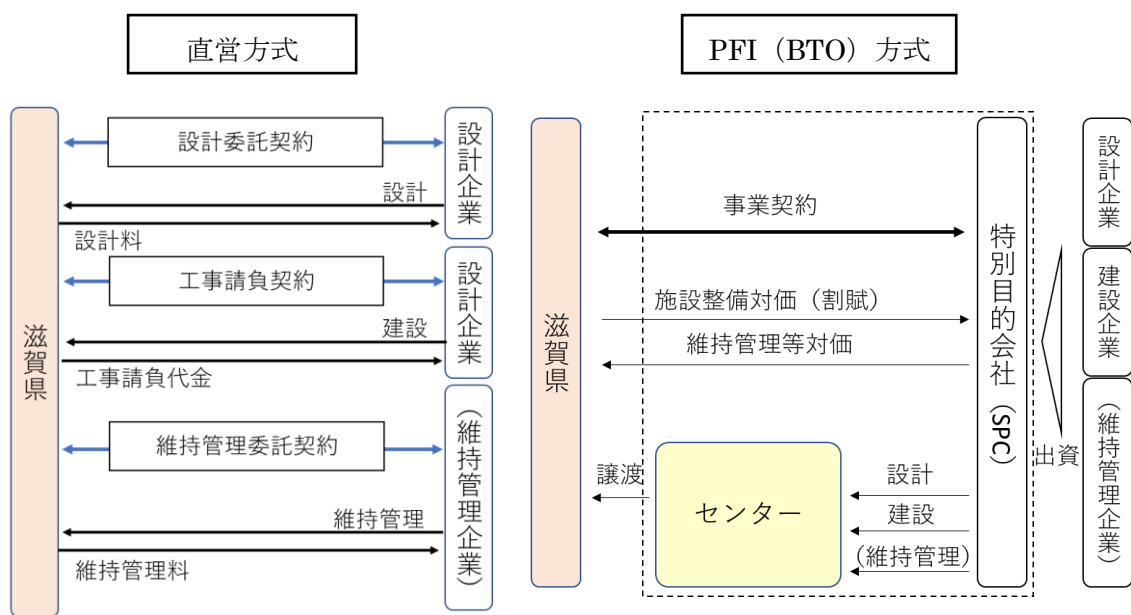 直営方式
滋賀県
設計委託契約
設計
設計料
設計企業
工事請負契約
建設
工事請負代金
設計企業
維持管理委託契約
維持管理
維持管理料
(維持管理企業)
PFI（BTO）方式
滋賀県
事業契約
施設整備対価（割賦）
維持管理等対価
譲渡
センター
設計
建設
(維持管理)
特別目的会社(SPC)
出資
設計企業
建設企業
(維持管理企業)